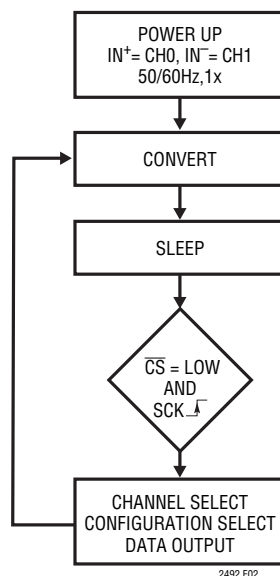 POWER UP
IN⁺= CH0, IN⁻= CH1
50/60Hz,1x
CONVERT
SLEEP
C̅S̅ = LOW
AND
SCK
CHANNEL SELECT
CONFIGURATION SELECT
DATA OUTPUT
2492 F02